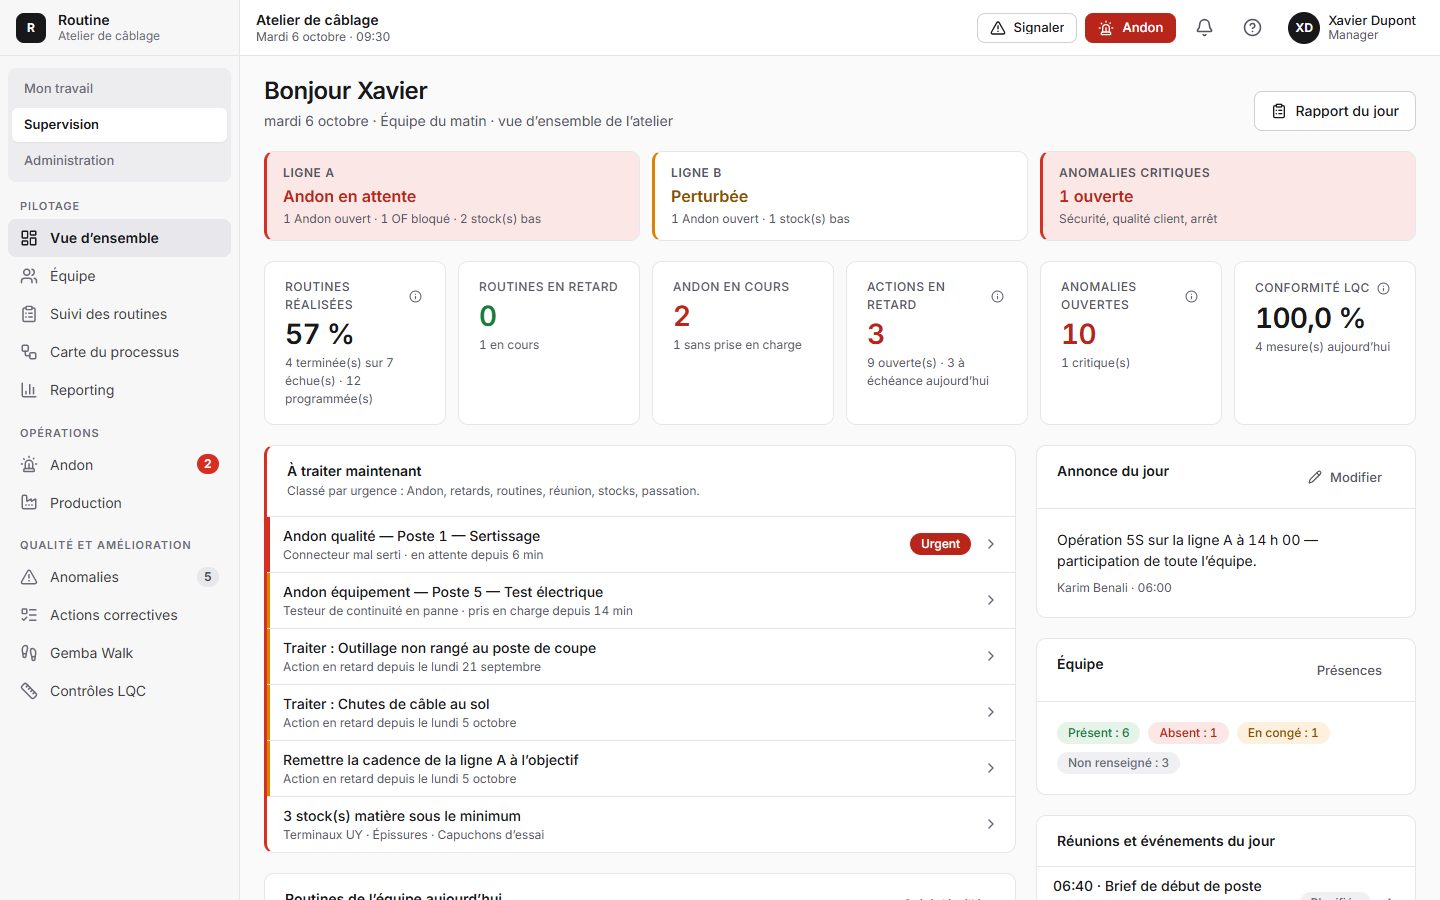 R
Routine
Atelier de câblage
Mon travail
Supervision
Administration
PILOTAGE
Vue d’ensemble
Équipe
Suivi des routines
Carte du processus
Reporting
OPÉRATIONS
Andon
2
Production
QUALITÉ ET AMÉLIORATION
Anomalies
5
Actions correctives
Gemba Walk
Contrôles LQC
Atelier de câblage
Mardi 6 octobre · 09:30
Signaler
Andon
XD
Xavier Dupont
Manager
Bonjour Xavier
mardi 6 octobre · Équipe du matin · vue d’ensemble de l’atelier
Rapport du jour
LIGNE A
Andon en attente
1 Andon ouvert · 1 OF bloqué · 2 stock(s) bas
LIGNE B
Perturbée
1 Andon ouvert · 1 stock(s) bas
ANOMALIES CRITIQUES
1 ouverte
Sécurité, qualité client, arrêt
ROUTINES
RÉALISÉES
57 %
4 terminée(s) sur 7
échue(s) · 12
programmée(s)
ROUTINES EN RETARD
0
1 en cours
ANDON EN COURS
2
1 sans prise en charge
ACTIONS EN
RETARD
3
9 ouverte(s) · 3 à
échéance aujourd’hui
ANOMALIES
OUVERTES
10
1 critique(s)
CONFORMITÉ LQC
100,0 %
4 mesure(s) aujourd’hui
À traiter maintenant
Classé par urgence : Andon, retards, routines, réunion, stocks, passation.
Andon qualité — Poste 1 — Sertissage
Connecteur mal serti · en attente depuis 6 min
Urgent
Andon équipement — Poste 5 — Test électrique
Testeur de continuité en panne · pris en charge depuis 14 min
Traiter : Outillage non rangé au poste de coupe
Action en retard depuis le lundi 21 septembre
Traiter : Chutes de câble au sol
Action en retard depuis le lundi 5 octobre
Remettre la cadence de la ligne A à l’objectif
Action en retard depuis le lundi 5 octobre
3 stock(s) matière sous le minimum
Terminaux UY · Épissures · Capuchons d’essai
Routines de l’équipe aujourd’hui
Annonce du jour
Modifier
Opération 5S sur la ligne A à 14 h 00 —
participation de toute l’équipe.
Karim Benali · 06:00
Équipe
Présences
Présent : 6
Absent : 1
En congé : 1
Non renseigné : 3
Réunions et événements du jour
06:40 · Brief de début de poste